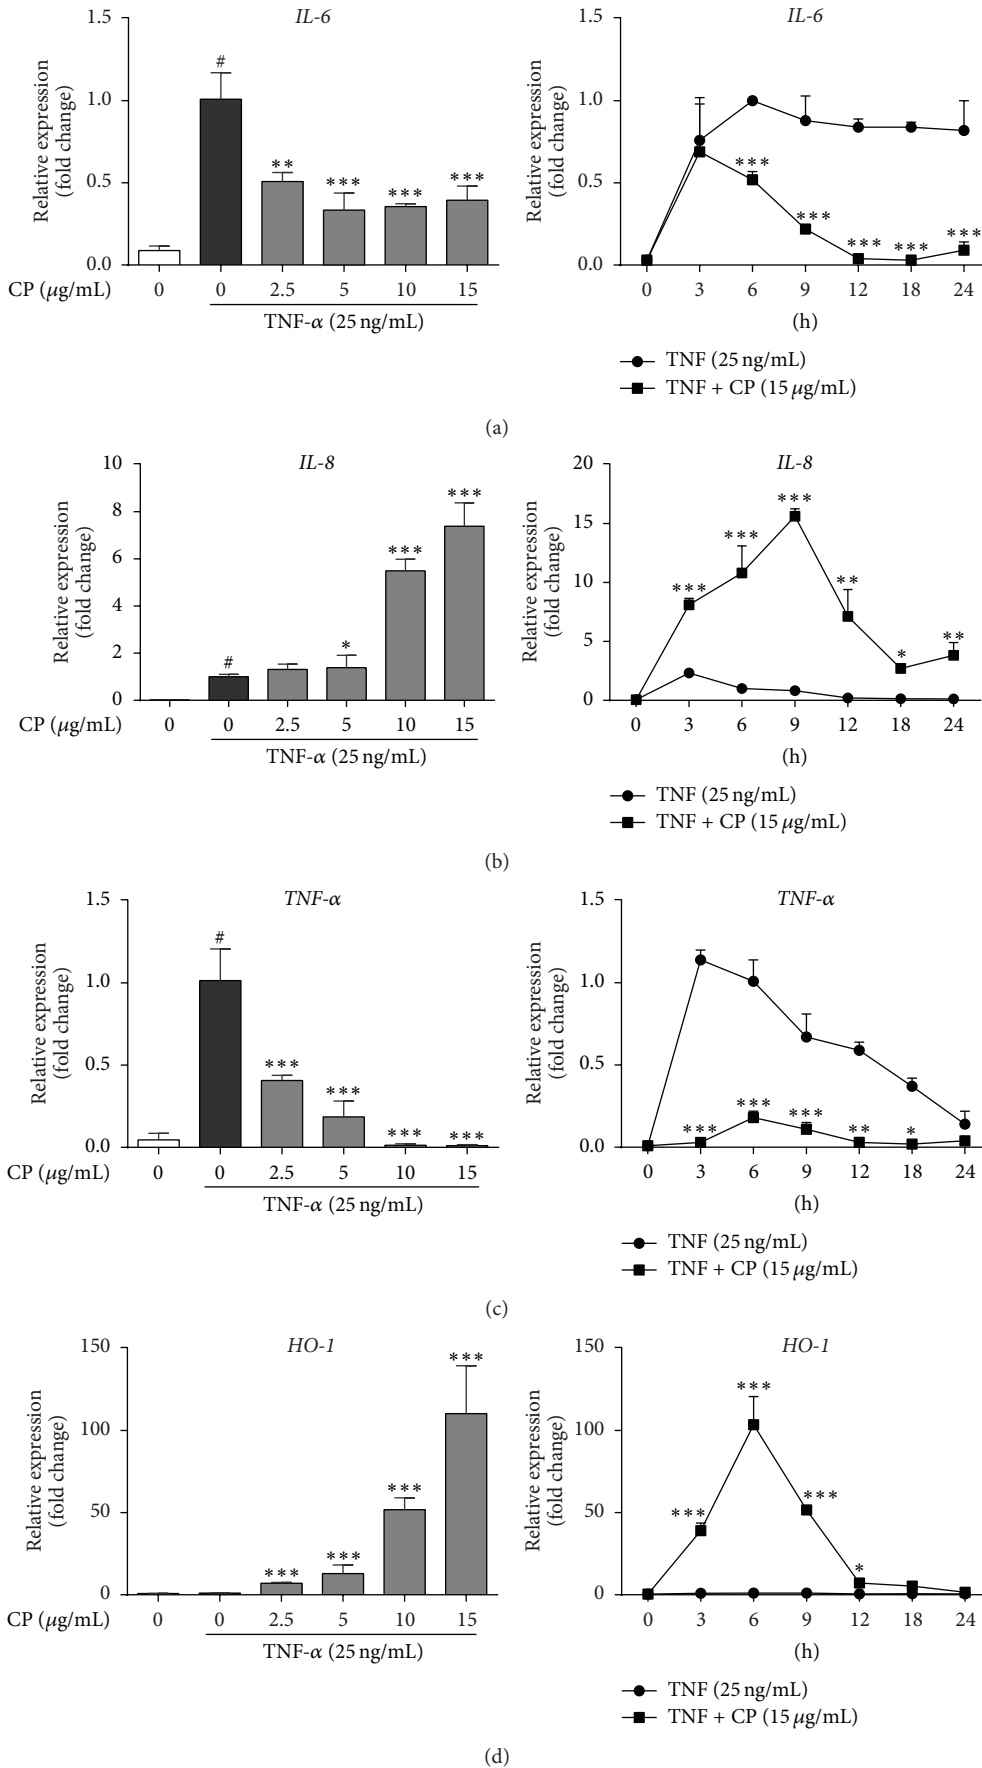 IL-6
Relative expression
(fold change)
1.5
1.0
0.5
0.0
#
**
***
***
***
CP (μg/mL) 0 0 2.5 5 10 15
TNF-α (25 ng/mL)
IL-6
Relative expression
(fold change)
1.5
1.0
0.5
0.0
***
***
***
***
***
0 3 6 9 12 18 24
(h)
TNF (25 ng/mL)
TNF + CP (15 μg/mL)
(a)
IL-8
Relative expression
(fold change)
10
8
6
4
2
0
#
*
***
***
CP (μg/mL) 0 0 2.5 5 10 15
TNF-α (25 ng/mL)
IL-8
Relative expression
(fold change)
20
15
10
5
0
***
***
***
**
*
**
0 3 6 9 12 18 24
(h)
TNF (25 ng/mL)
TNF + CP (15 μg/mL)
(b)
TNF-α
Relative expression
(fold change)
1.5
1.0
0.5
0.0
#
***
***
***
***
CP (μg/mL) 0 0 2.5 5 10 15
TNF-α (25 ng/mL)
TNF-α
Relative expression
(fold change)
1.5
1.0
0.5
0.0
***
***
***
**
*
0 3 6 9 12 18 24
(h)
TNF (25 ng/mL)
TNF + CP (15 μg/mL)
(c)
HO-1
Relative expression
(fold change)
150
100
50
0
***
***
***
***
CP (μg/mL) 0 0 2.5 5 10 15
TNF-α (25 ng/mL)
HO-1
Relative expression
(fold change)
150
100
50
0
***
***
***
*
0 3 6 9 12 18 24
(h)
TNF (25 ng/mL)
TNF + CP (15 μg/mL)
(d)